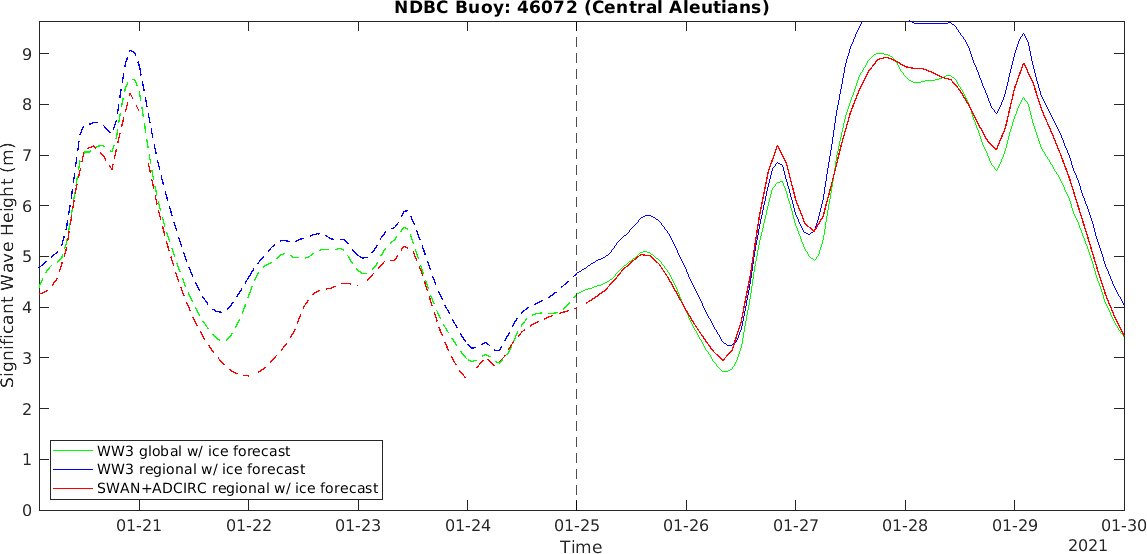 NDBC Buoy: 46072 (Central Aleutians)
Significant Wave Height (m)
9
8
7
6
5
4
3
2
1
0
WW3 global w/ ice forecast
WW3 regional w/ ice forecast
SWAN+ADCIRC regional w/ ice forecast
01-21 01-22 01-23 01-24 01-25 01-26 01-27 01-28 01-29 01-30
Time
2021